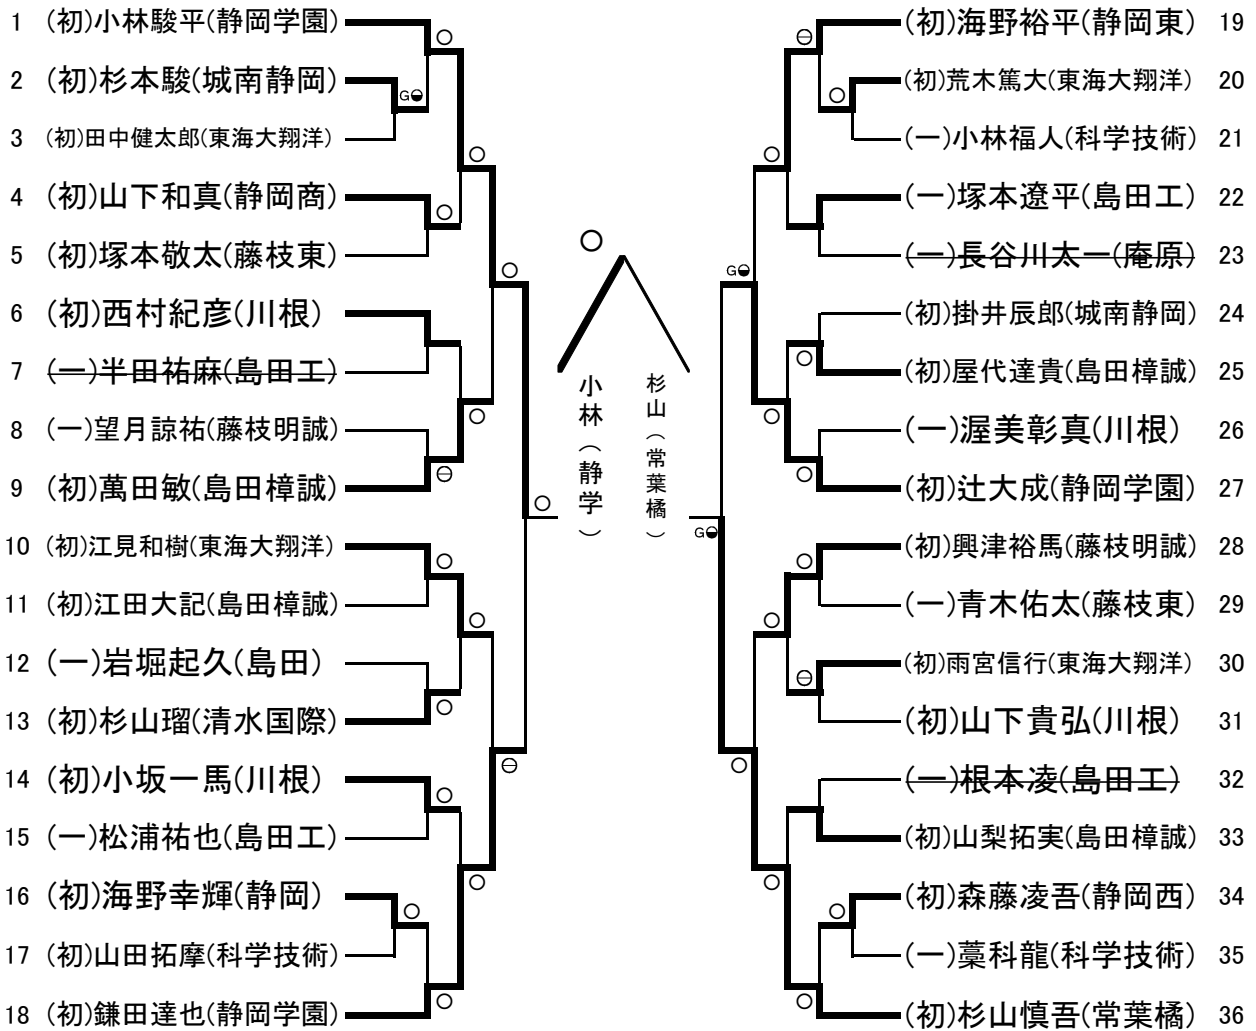 1 (初)小林駿平(静岡学園)
2 (初)杉本駿(城南静岡)
3 (初)田中健太郎(東海大翔洋)
4 (初)山下和真(静岡商)
5 (初)塚本敬太(藤枝東)
6 (初)西村紀彦(川根)
7 (一)半田祐麻(島田工)
8 (一)望月諒祐(藤枝明誠)
9 (初)萬田敏(島田樟誠)
10 (初)江見和樹(東海大翔洋)
11 (初)江田大記(島田樟誠)
12 (一)岩堀起久(島田)
13 (初)杉山瑠(清水国際)
14 (初)小坂一馬(川根)
15 (一)松浦祐也(島田工)
16 (初)海野幸輝(静岡)
17 (初)山田拓摩(科学技術)
18 (初)鎌田達也(静岡学園)
G
小林(静学)
杉山(常葉橘)
G
G
(初)海野裕平(静岡東) 19
(初)荒木篤大(東海大翔洋) 20
(一)小林福人(科学技術) 21
(一)塚本遼平(島田工) 22
(一)長谷川太一(庵原) 23
(初)掛井辰郎(城南静岡) 24
(初)屋代達貴(島田樟誠) 25
(一)渥美彰真(川根) 26
(初)辻大成(静岡学園) 27
(初)興津裕馬(藤枝明誠) 28
(一)青木佑太(藤枝東) 29
(初)雨宮信行(東海大翔洋) 30
(初)山下貴弘(川根) 31
(一)根本凌(島田工) 32
(初)山梨拓実(島田樟誠) 33
(初)森藤凌吾(静岡西) 34
(一)藁科龍(科学技術) 35
(初)杉山慎吾(常葉橘) 36